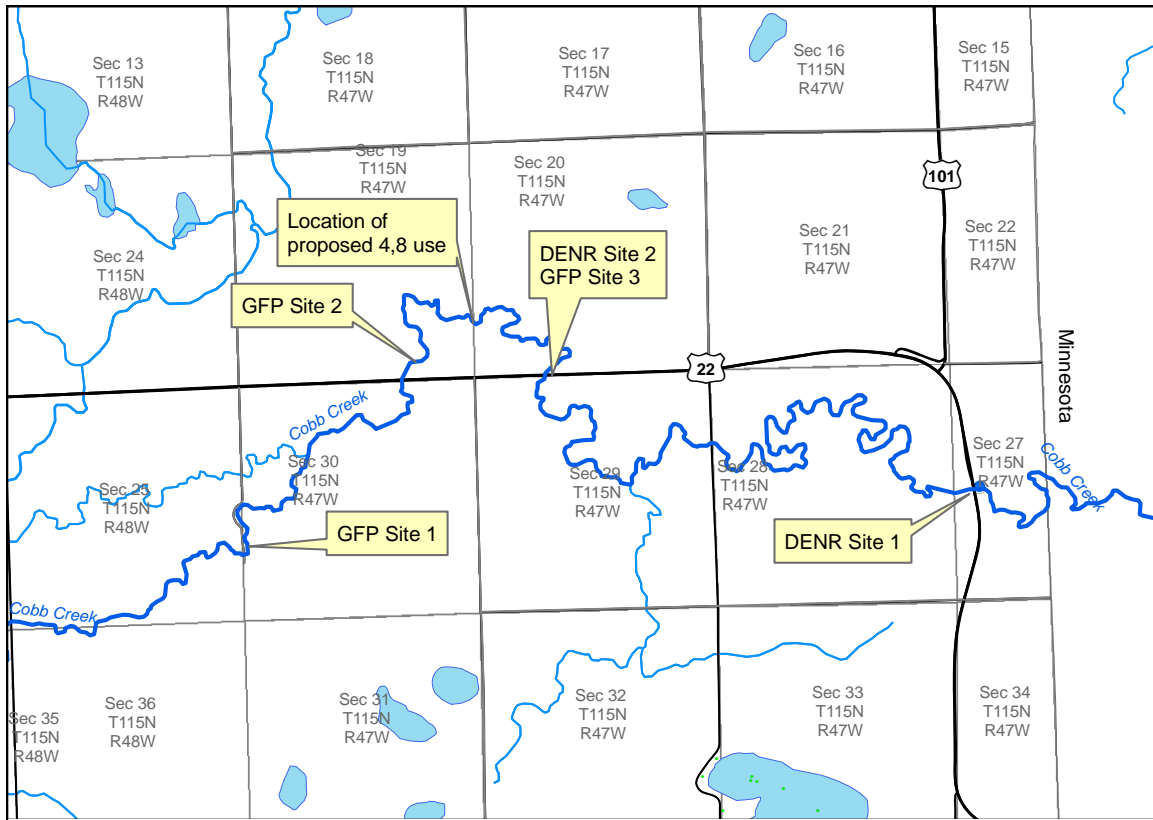 Sec 13
T115N
R48W
Sec 18
T115N
R47W
Sec 17
T115N
R47W
Sec 16
T115N
R47W
Sec 15
T115N
R47W
Sec 19
T115N
R47W
Sec 20
T115N
R47W
101
Location of
proposed 4,8 use
Sec 24
T115N
R48W
DENR Site 2
GFP Site 3
Sec 21
T115N
R47W
Sec 22
T115N
R47W
GFP Site 2
22
Minnesota
Cobb Creek
Sec 30
T115N
R47W
Sec 25
T115N
R48W
Sec 29
T115N
R47W
Sec 28
T115N
R47W
Sec 27
T115N
R47W
Cobb Creek
GFP Site 1
DENR Site 1
Cobb Creek
Sec 35
T115N
R48W
Sec 36
T115N
R48W
Sec 31
T115N
R47W
Sec 32
T115N
R47W
Sec 33
T115N
R47W
Sec 34
T115N
R47W